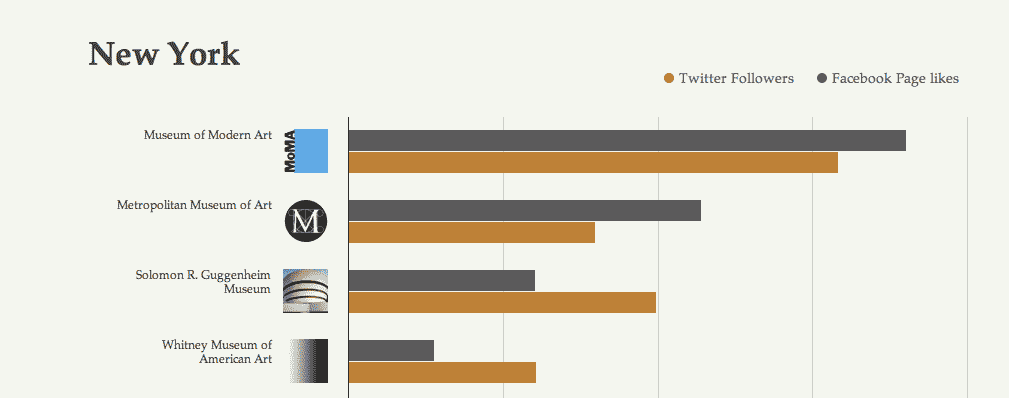 New York
Twitter Followers
Facebook Page likes
Museum of Modern Art
MoMA
Metropolitan Museum of Art
M
Solomon R. Guggenheim
Museum
Whitney Museum of
American Art